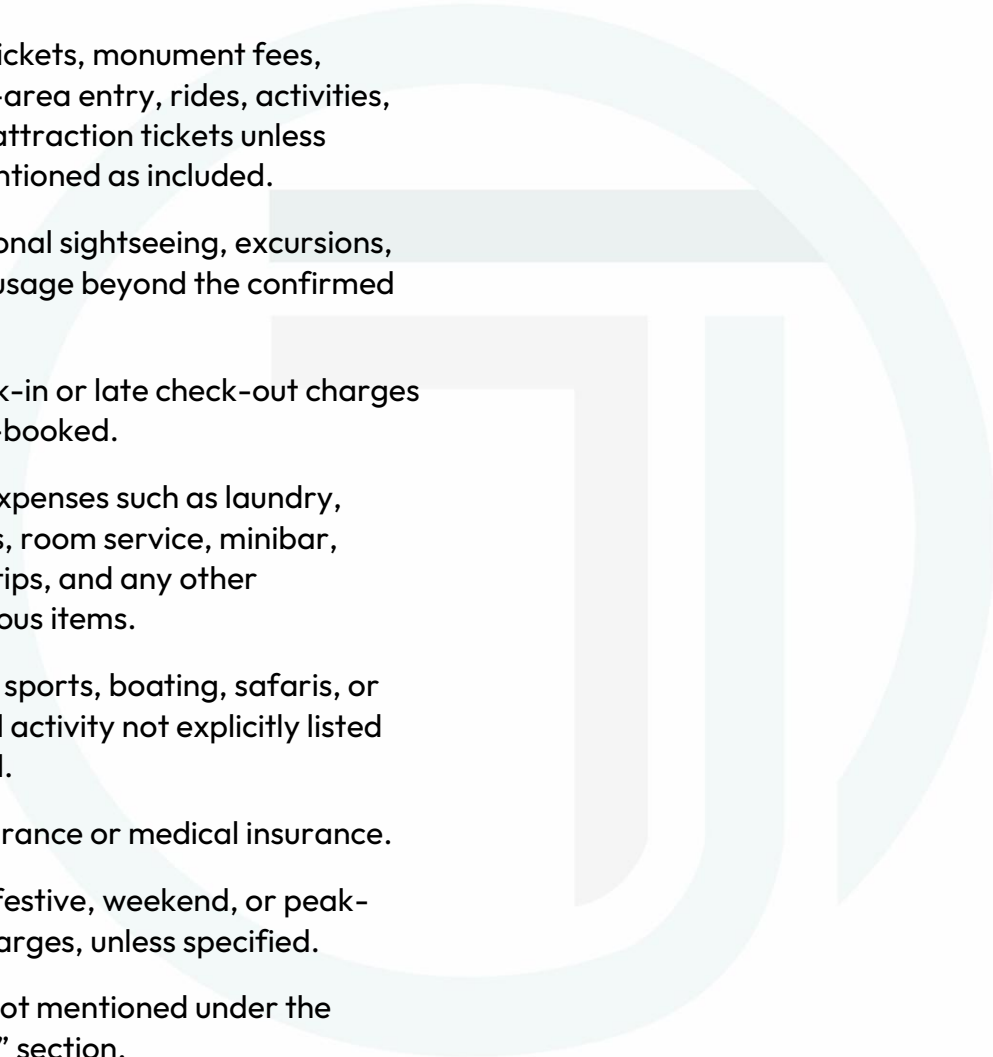 ickets, monument fees,
-area entry, rides, activities,
attraction tickets unless
ntioned as included.
onal sightseeing, excursions,
usage beyond the confirmed
k-in or late check-out charges
-booked.
xpenses such as laundry,
s, room service, minibar,
tips, and any other
ous items.
sports, boating, safaris, or
activity not explicitly listed
.
rance or medical insurance.
festive, weekend, or peak-
arges, unless specified.
ot mentioned under the
” section.